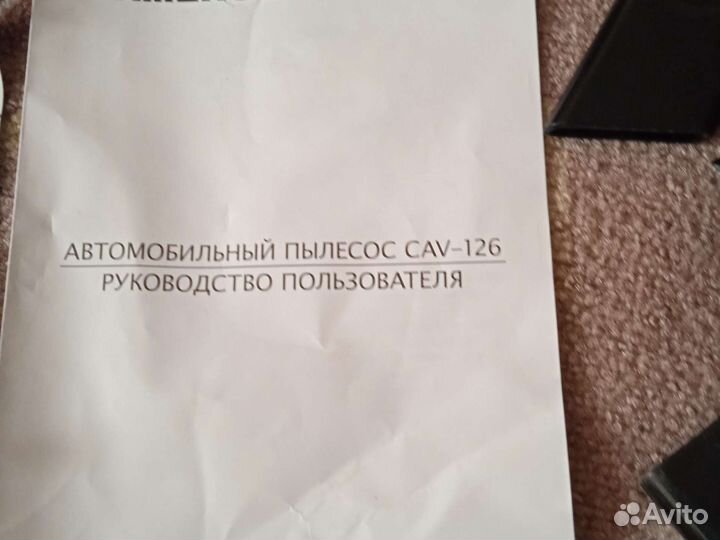 АВТОМОБИЛЬНЫЙ ПЫЛЕСОС CAV-126
РУКОВОДСТВО ПОЛЬЗОВАТЕЛЯ
Avito